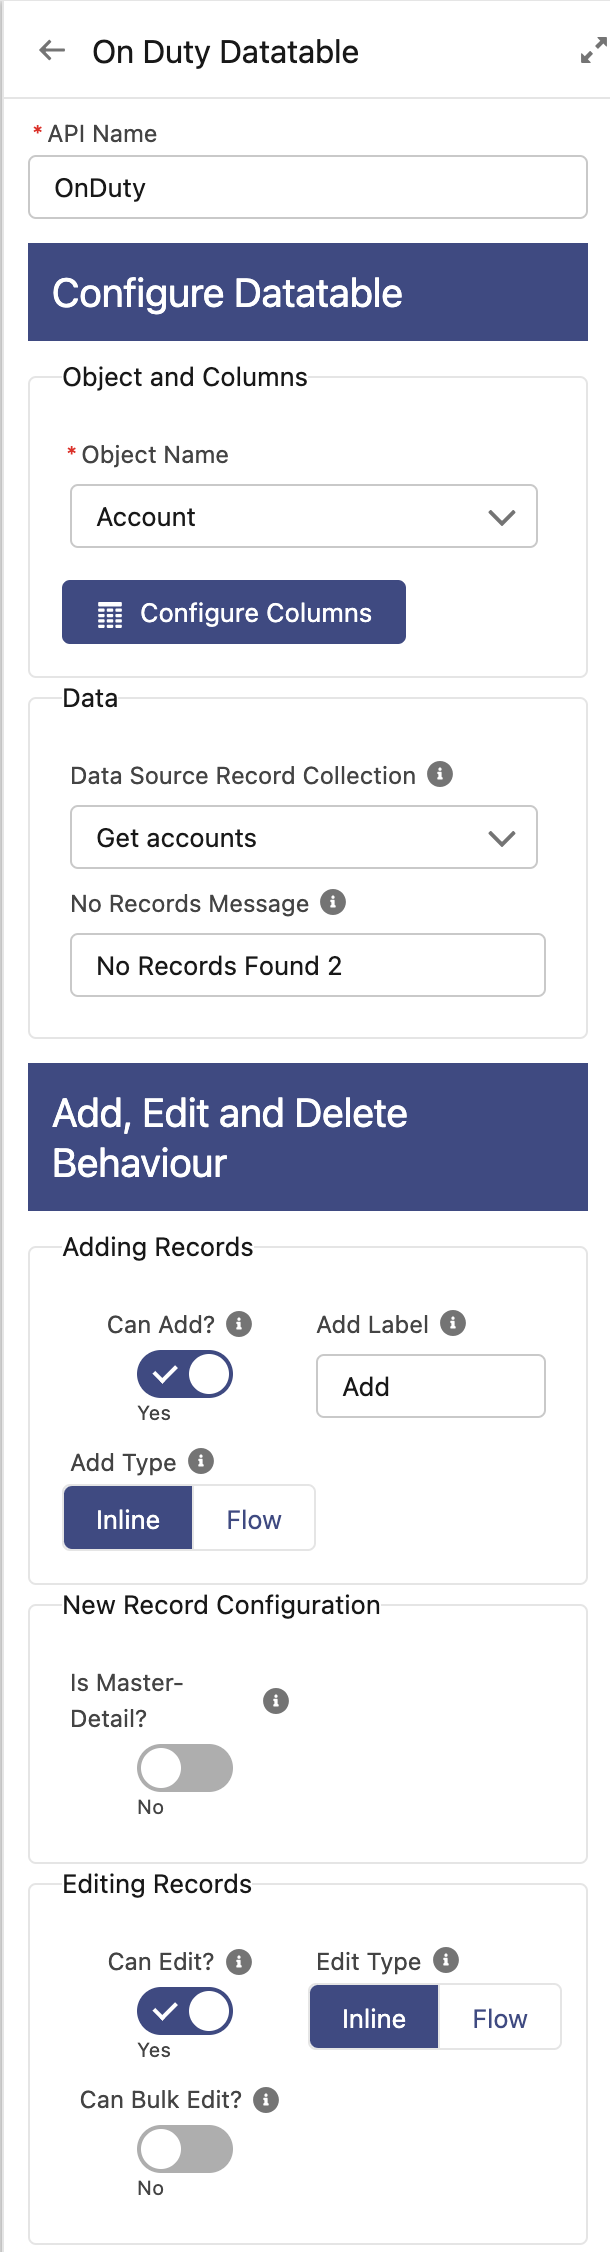 On Duty Datatable
* API Name
OnDuty
Configure Datatable
Object and Columns
* Object Name
Account
Configure Columns
Data
Data Source Record Collection
Get accounts
No Records Message
No Records Found 2
Add, Edit and Delete
Behaviour
Adding Records
Can Add?
Add Label
Yes
Add
Add Type
Inline
Flow
New Record Configuration
Is Master-
Detail?
No
Editing Records
Can Edit?
Edit Type
Yes
Inline
Flow
Can Bulk Edit?
No